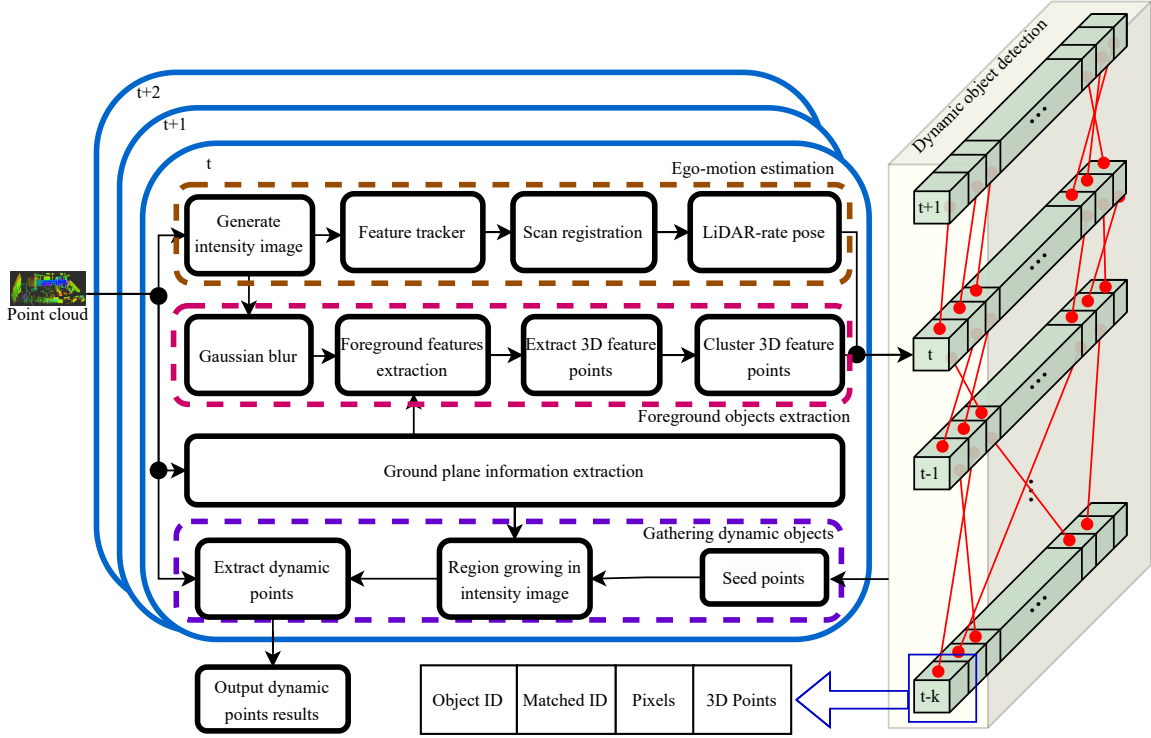 t+2
t+1
t
Ego-motion estimation
Generate
intensity image
Feature tracker
Scan registration
LiDAR-rate pose
Point cloud
Gaussian blur
Foreground features
extraction
Extract 3D feature
points
Cluster 3D feature
points
Foreground objects extraction
Ground plane information extraction
Gathering dynamic objects
Extract dynamic
points
Region growing in
intensity image
Seed points
Output dynamic
points results
Object ID
Matched ID
Pixels
3D Points
Dynamic object detection
t+1
t
t-1
t-k